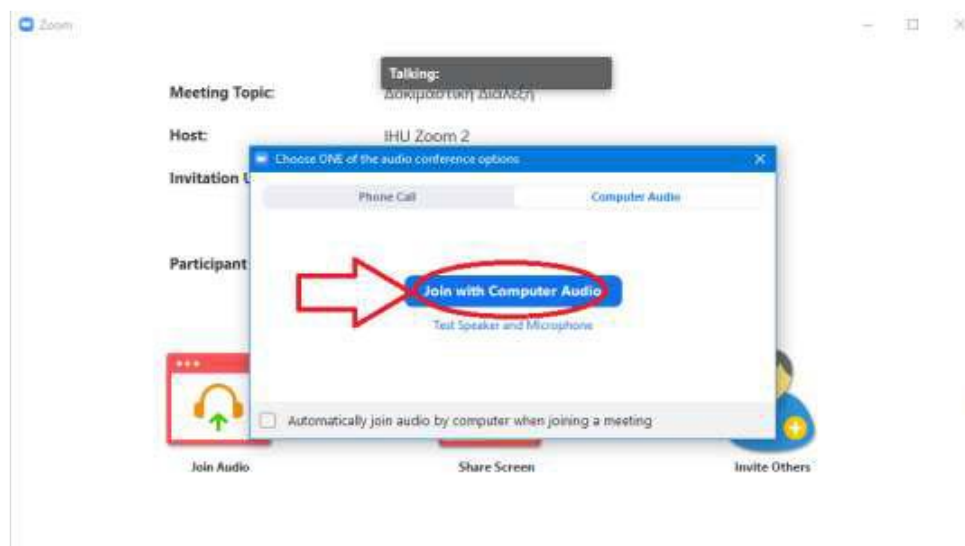 Zoom
Talking:
Meeting Topic: Δοκιμαστική Διάλεξη
Host: IHU Zoom 2
Choose ONE of the audio conference options
Invitation U
Phone Call Computer Audio
Participant
Join with Computer Audio
Test Speaker and Microphone
Automatically join audio by computer when joining a meeting
Join Audio Share Screen Invite Others